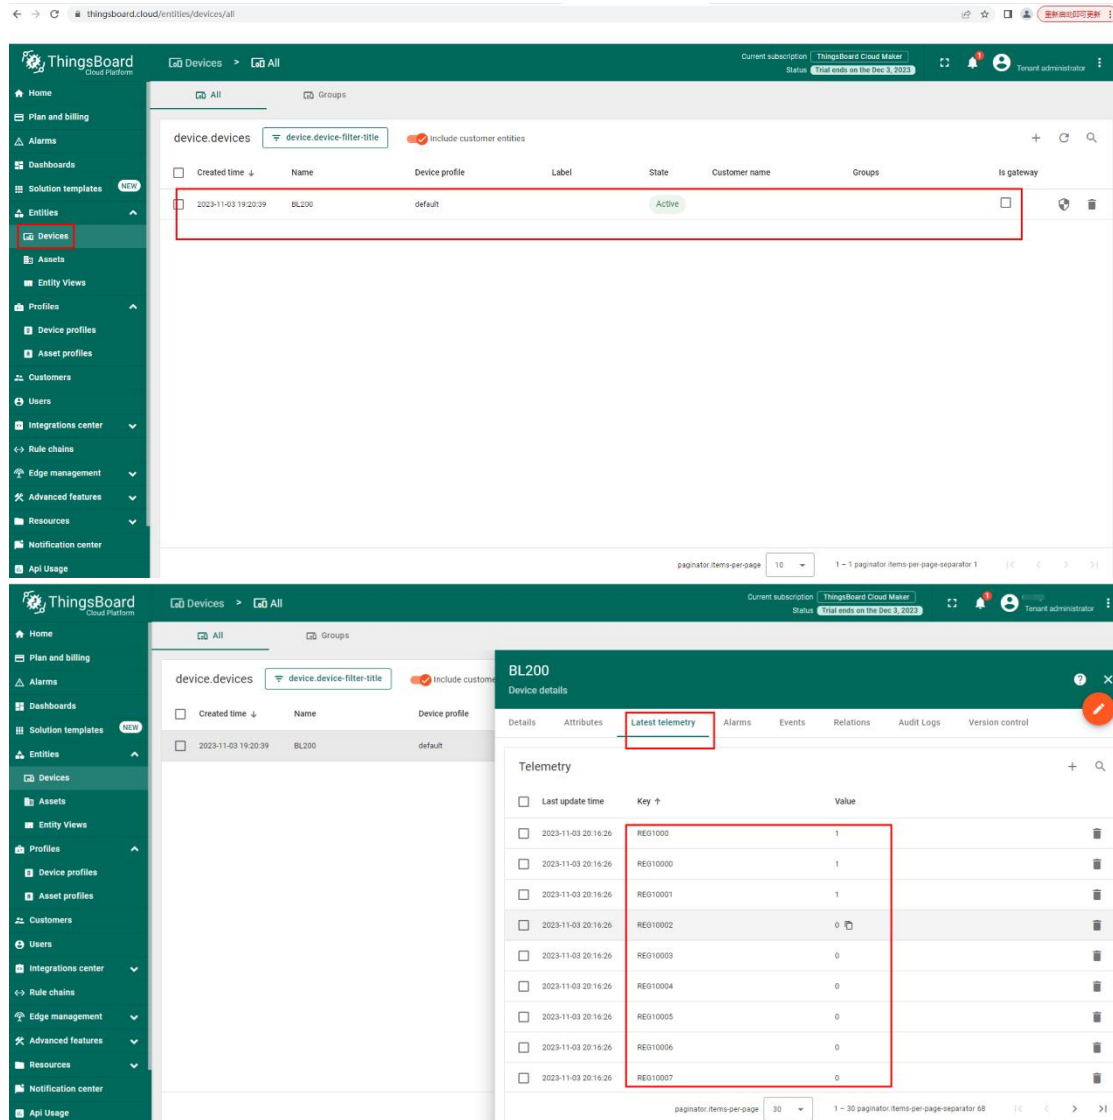 thingsboard.cloud/entities/devices/all
重新启动即可更新
ThingsBoard
Cloud Platform
Devices > All
Current subscription ThingsBoard Cloud Maker
Status Trial ends on the Dec 3, 2023
1
Tenant administrator
Home
Plan and billing
Alarms
Dashboards
Solution templates NEW
Entities
Devices
Assets
Entity Views
Profiles
Device profiles
Asset profiles
Customers
Users
Integrations center
Rule chains
Edge management
Advanced features
Resources
Notification center
Api Usage
All Groups
device.devices device.device-filter-title Include customer entities
Created time Name Device profile Label State Customer name Groups Is gateway
2023-11-03 19:20:39 BL200 default Active
paginator.items-per-page 10 1 – 1 paginator.items-per-page-separator 1
ThingsBoard
Cloud Platform
Devices > All
Current subscription ThingsBoard Cloud Maker
Status Trial ends on the Dec 3, 2023
Tenant administrator
Home
Plan and billing
Alarms
Dashboards
Solution templates NEW
Entities
Devices
Assets
Entity Views
Profiles
Device profiles
Asset profiles
Customers
Users
Integrations center
Rule chains
Edge management
Advanced features
Resources
Notification center
Api Usage
All Groups
device.devices device.device-filter-title Include custome
Created time Name Device profile
2023-11-03 19:20:39 BL200 default
BL200
Device details
Details Attributes Latest telemetry Alarms Events Relations Audit Logs Version control
Telemetry
Last update time Key Value
2023-11-03 20:16:26 REG1000 1
2023-11-03 20:16:26 REG10000 1
2023-11-03 20:16:26 REG10001 1
2023-11-03 20:16:26 REG10002 0
2023-11-03 20:16:26 REG10003 0
2023-11-03 20:16:26 REG10004 0
2023-11-03 20:16:26 REG10005 0
2023-11-03 20:16:26 REG10006 0
2023-11-03 20:16:26 REG10007 0
paginator.items-per-page 30 1 – 30 paginator.items-per-page-separator 68